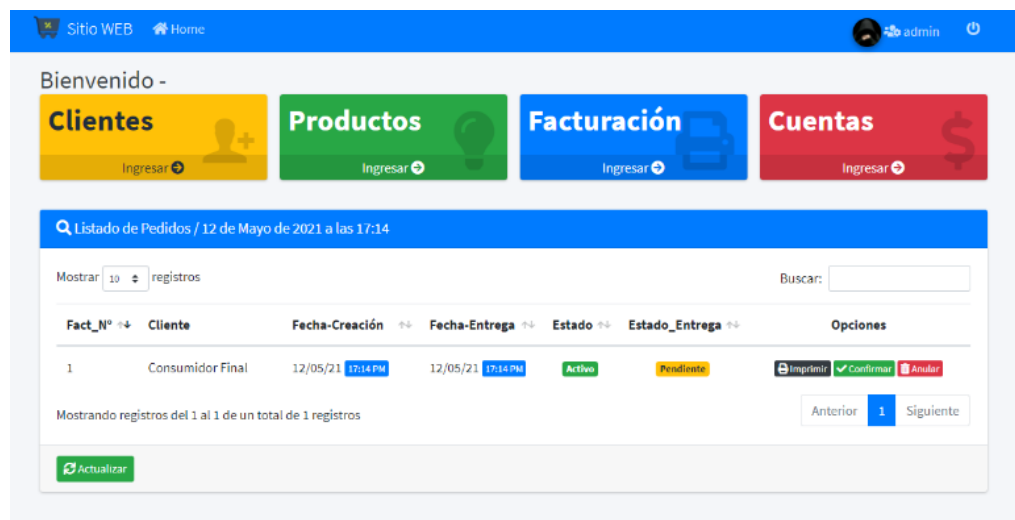 Sitio WEB Home admin
Bienvenido -
Clientes Productos Facturación Cuentas
Ingresar Ingresar Ingresar Ingresar
Listado de Pedidos / 12 de Mayo de 2021 a las 17:14
Mostrar 10 registros Buscar:
Fact_N° Cliente Fecha-Creación Fecha-Entrega Estado Estado_Entrega Opciones
1 Consumidor Final 12/05/21 17:14 PM 12/05/21 17:14 PM Activo Pendiente Imprimir Confirmar Anular
Mostrando registros del 1 al 1 de un total de 1 registros Anterior 1 Siguiente
Actualizar